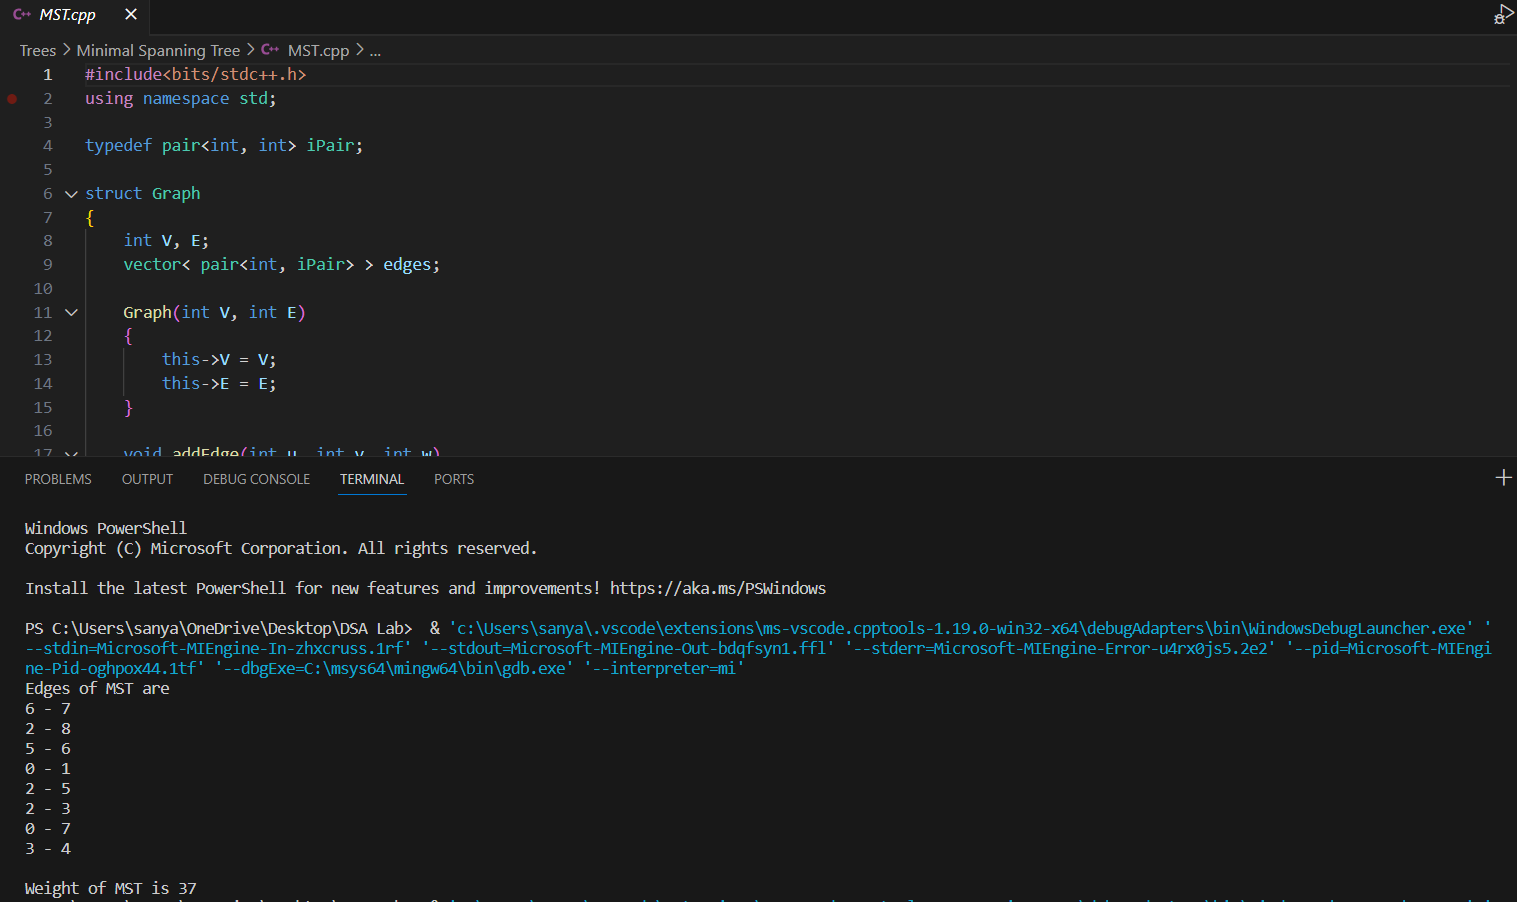 MST.cpp
Trees > Minimal Spanning Tree > C++ MST.cpp > ...
1 #include<bits/stdc++.h>
2 using namespace std;
3
4 typedef pair<int, int> iPair;
5
6 struct Graph
7 {
8 int V, E;
9 vector< pair<int, iPair> > edges;
10
11 Graph(int V, int E)
12 {
13 this->V = V;
14 this->E = E;
15 }
16
17 void addEdge(int u, int v, int w)
PROBLEMS OUTPUT DEBUG CONSOLE TERMINAL PORTS
Windows PowerShell
Copyright (C) Microsoft Corporation. All rights reserved.
Install the latest PowerShell for new features and improvements! https://aka.ms/PSWindows
PS C:\Users\sanya\OneDrive\Desktop\DSA Lab> & 'c:\Users\sanya\.vscode\extensions\ms-vscode.cpptools-1.19.0-win32-x64\debugAdapters\bin\WindowsDebugLauncher.exe' '
--stdin=Microsoft-MIEngine-In-zhxcruss.1rf' '--stdout=Microsoft-MIEngine-Out-bdqfsyn1.ffl' '--stderr=Microsoft-MIEngine-Error-u4rx0js5.2e2' '--pid=Microsoft-MIEngi
ne-Pid-oghpox44.1tf' '--dbgExe=C:\msys64\mingw64\bin\gdb.exe' '--interpreter=mi'
Edges of MST are
6 - 7
2 - 8
5 - 6
0 - 1
2 - 5
2 - 3
0 - 7
3 - 4
Weight of MST is 37